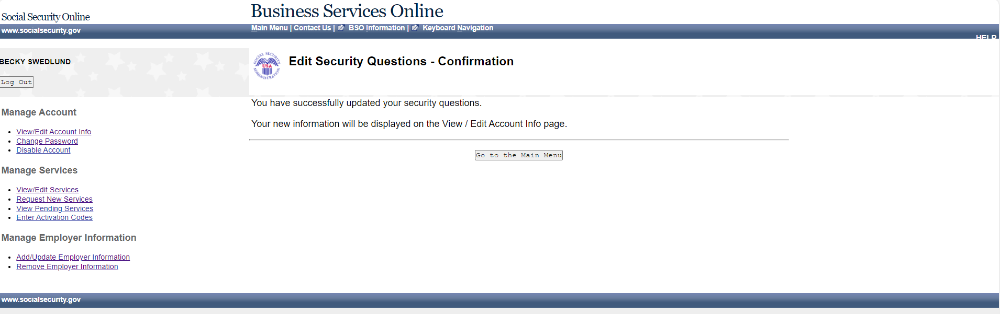 Social Security Online
Business Services Online
www.socialsecurity.gov
Main Menu | Contact Us | BSO Information | Keyboard Navigation
HELP
BECKY SWEDLUND
Log Out
SOCIAL SECURITY ADMINISTRATION
USA
Edit Security Questions - Confirmation
You have successfully updated your security questions.
Your new information will be displayed on the View / Edit Account Info page.
Go to the Main Menu
Manage Account
View/Edit Account Info
Change Password
Disable Account
Manage Services
View/Edit Services
Request New Services
View Pending Services
Enter Activation Codes
Manage Employer Information
Add/Update Employer Information
Remove Employer Information
www.socialsecurity.gov